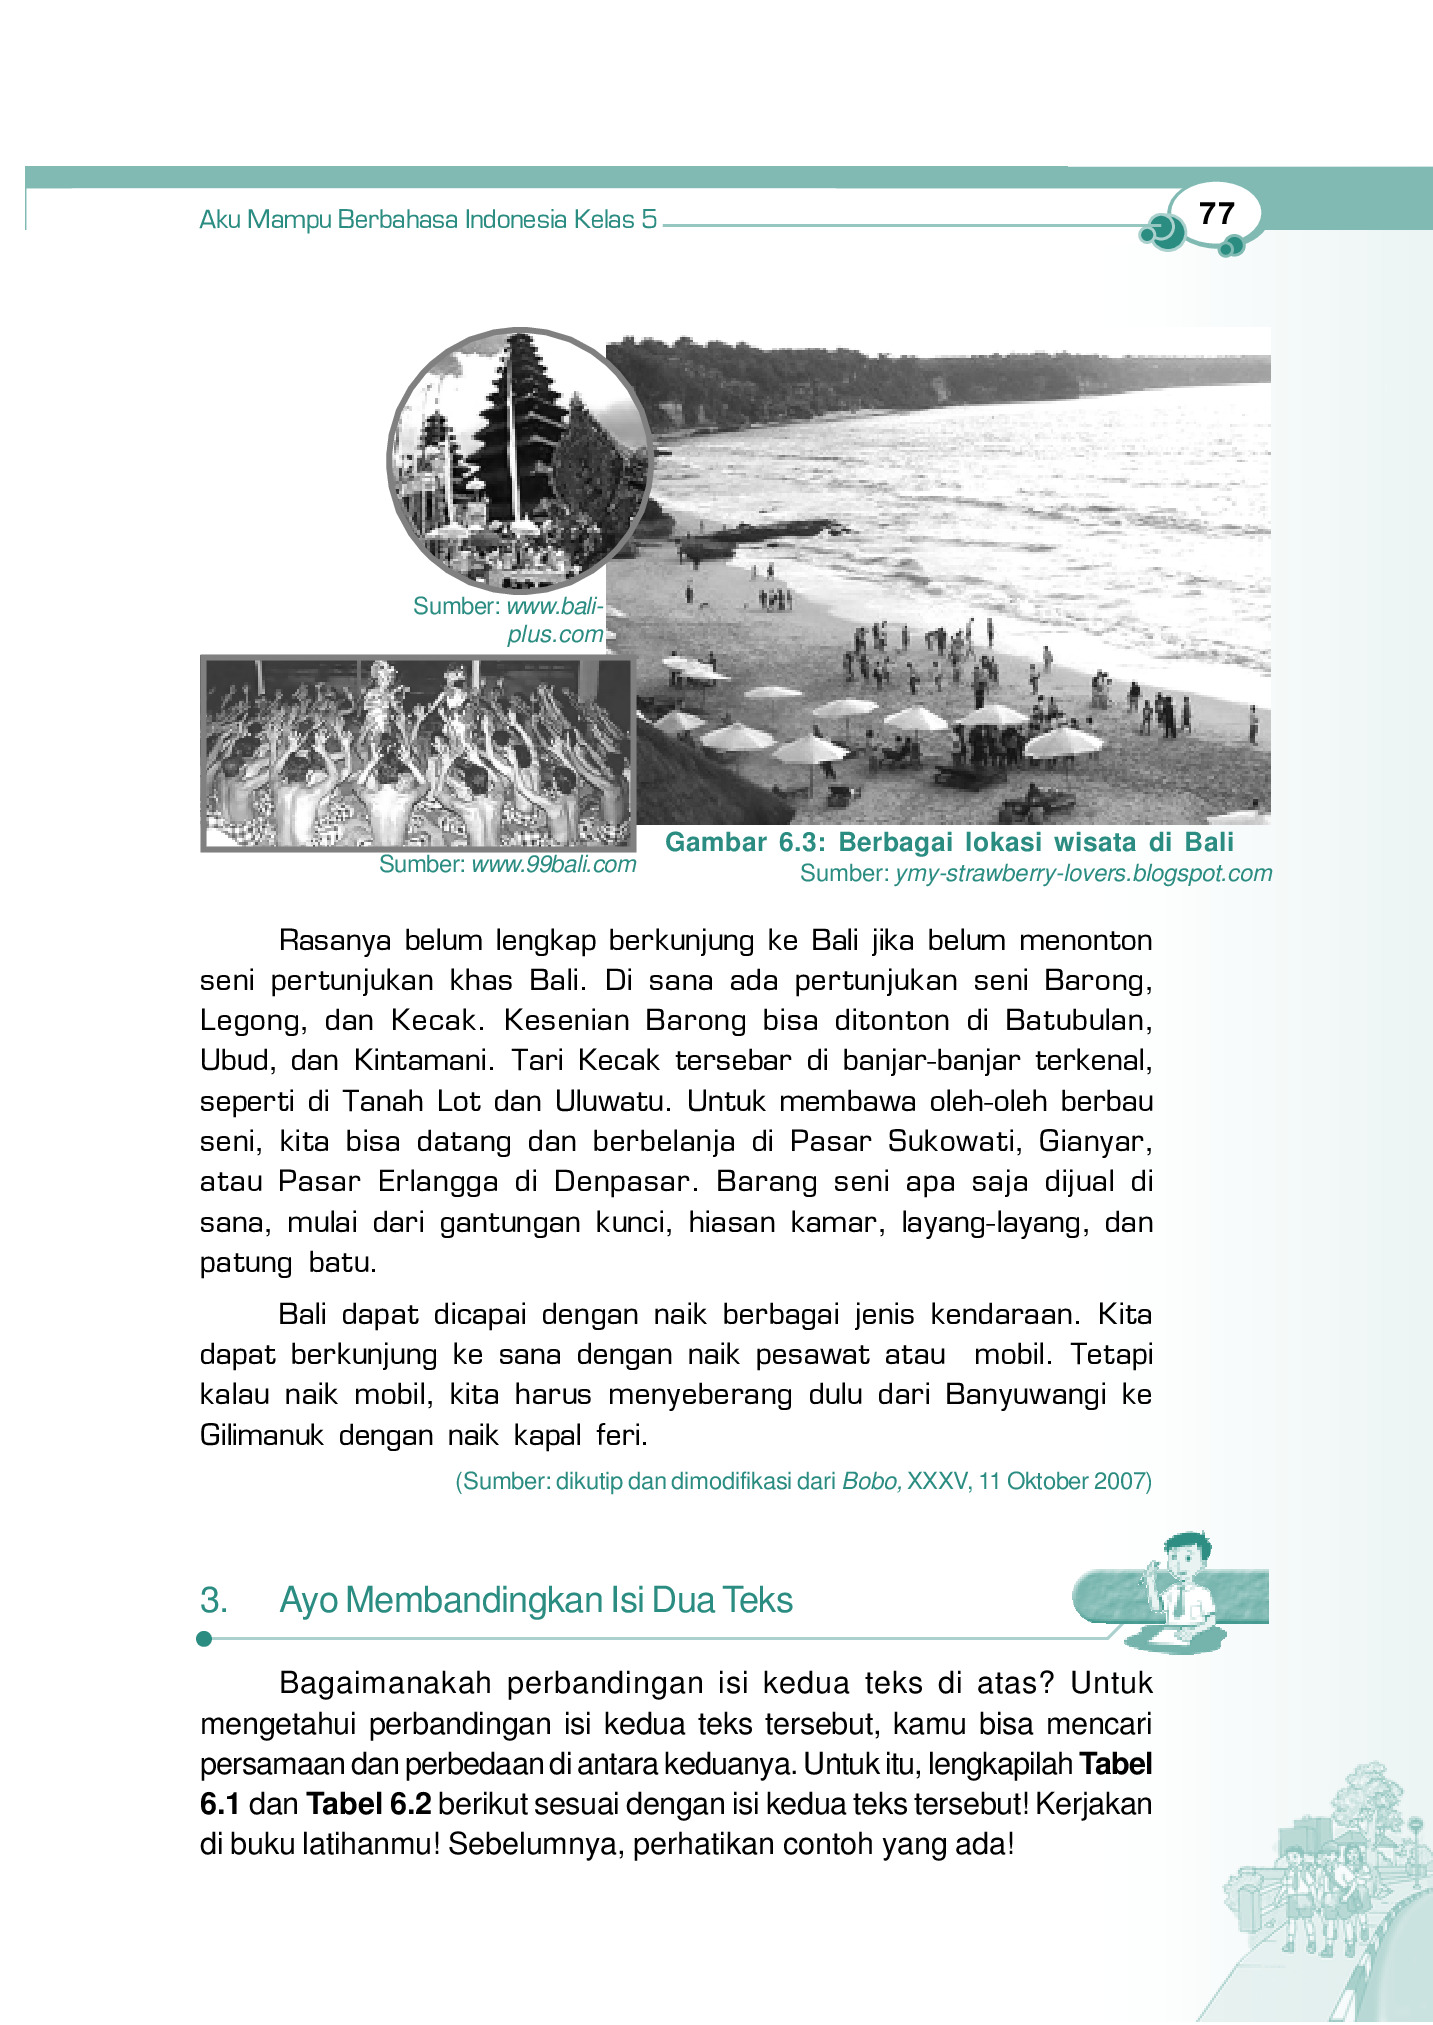 Aku Mampu Berbahasa Indonesia Kelas 5
77
Sumber: www.bali-
plus.com
Sumber: www.99bali.com
Gambar 6.3: Berbagai lokasi wisata di Bali
Sumber: ymy-strawberry-lovers.blogspot.com
Rasanya belum lengkap berkunjung ke Bali jika belum menonton
seni pertunjukan khas Bali. Di sana ada pertunjukan seni Barong,
Legong, dan Kecak. Kesenian Barong bisa ditonton di Batubulan,
Ubud, dan Kintamani. Tari Kecak tersebar di banjar-banjar terkenal,
seperti di Tanah Lot dan Uluwatu. Untuk membawa oleh-oleh berbau
seni, kita bisa datang dan berbelanja di Pasar Sukowati, Gianyar,
atau Pasar Erlangga di Denpasar. Barang seni apa saja dijual di
sana, mulai dari gantungan kunci, hiasan kamar, layang-layang, dan
patung batu.
Bali dapat dicapai dengan naik berbagai jenis kendaraan. Kita
dapat berkunjung ke sana dengan naik pesawat atau mobil. Tetapi
kalau naik mobil, kita harus menyeberang dulu dari Banyuwangi ke
Gilimanuk dengan naik kapal feri.
(Sumber: dikutip dan dimodifikasi dari Bobo, XXXV, 11 Oktober 2007)
3. Ayo Membandingkan Isi Dua Teks
Bagaimanakah perbandingan isi kedua teks di atas? Untuk
mengetahui perbandingan isi kedua teks tersebut, kamu bisa mencari
persamaan dan perbedaan di antara keduanya. Untuk itu, lengkapilah Tabel
6.1 dan Tabel 6.2 berikut sesuai dengan isi kedua teks tersebut! Kerjakan
di buku latihanmu! Sebelumnya, perhatikan contoh yang ada!